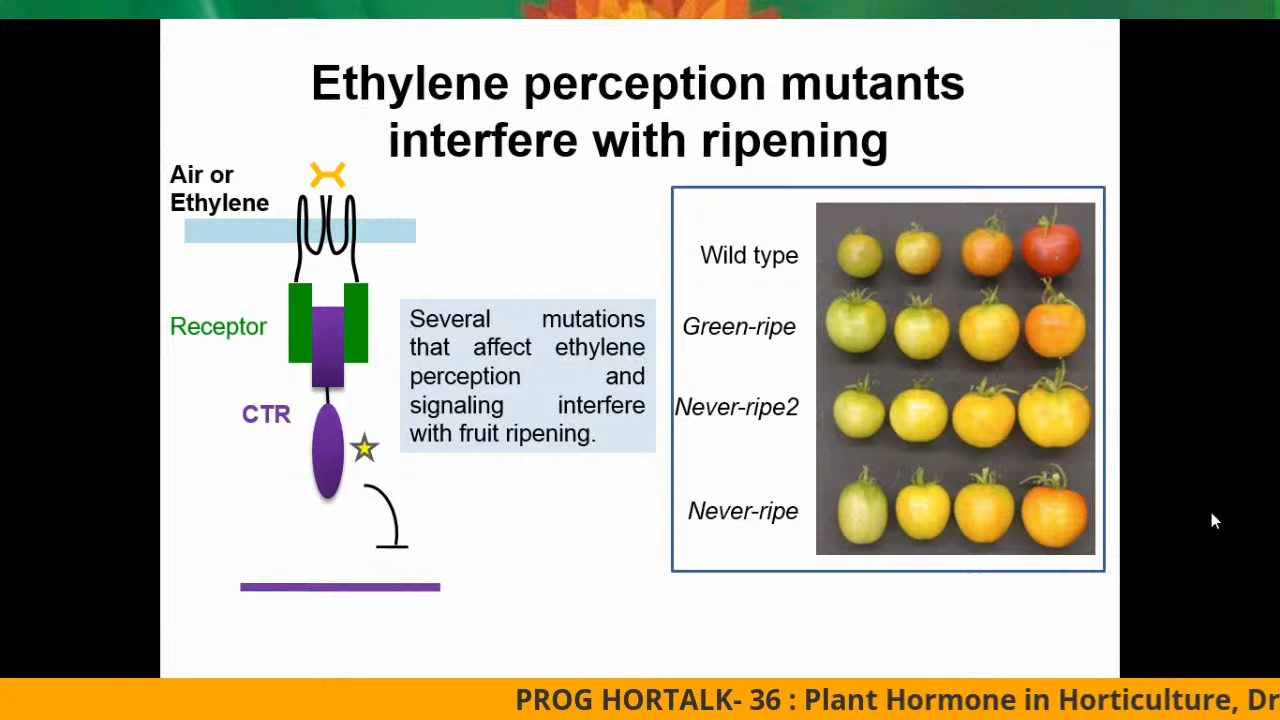 Ethylene perception mutants
interfere with ripening
Air or
Ethylene
Receptor
CTR
Several mutations
that affect ethylene
perception and
signaling interfere
with fruit ripening.
Wild type
Green-ripe
Never-ripe2
Never-ripe
PROG HORTALK- 36 : Plant Hormone in Horticulture, Dr